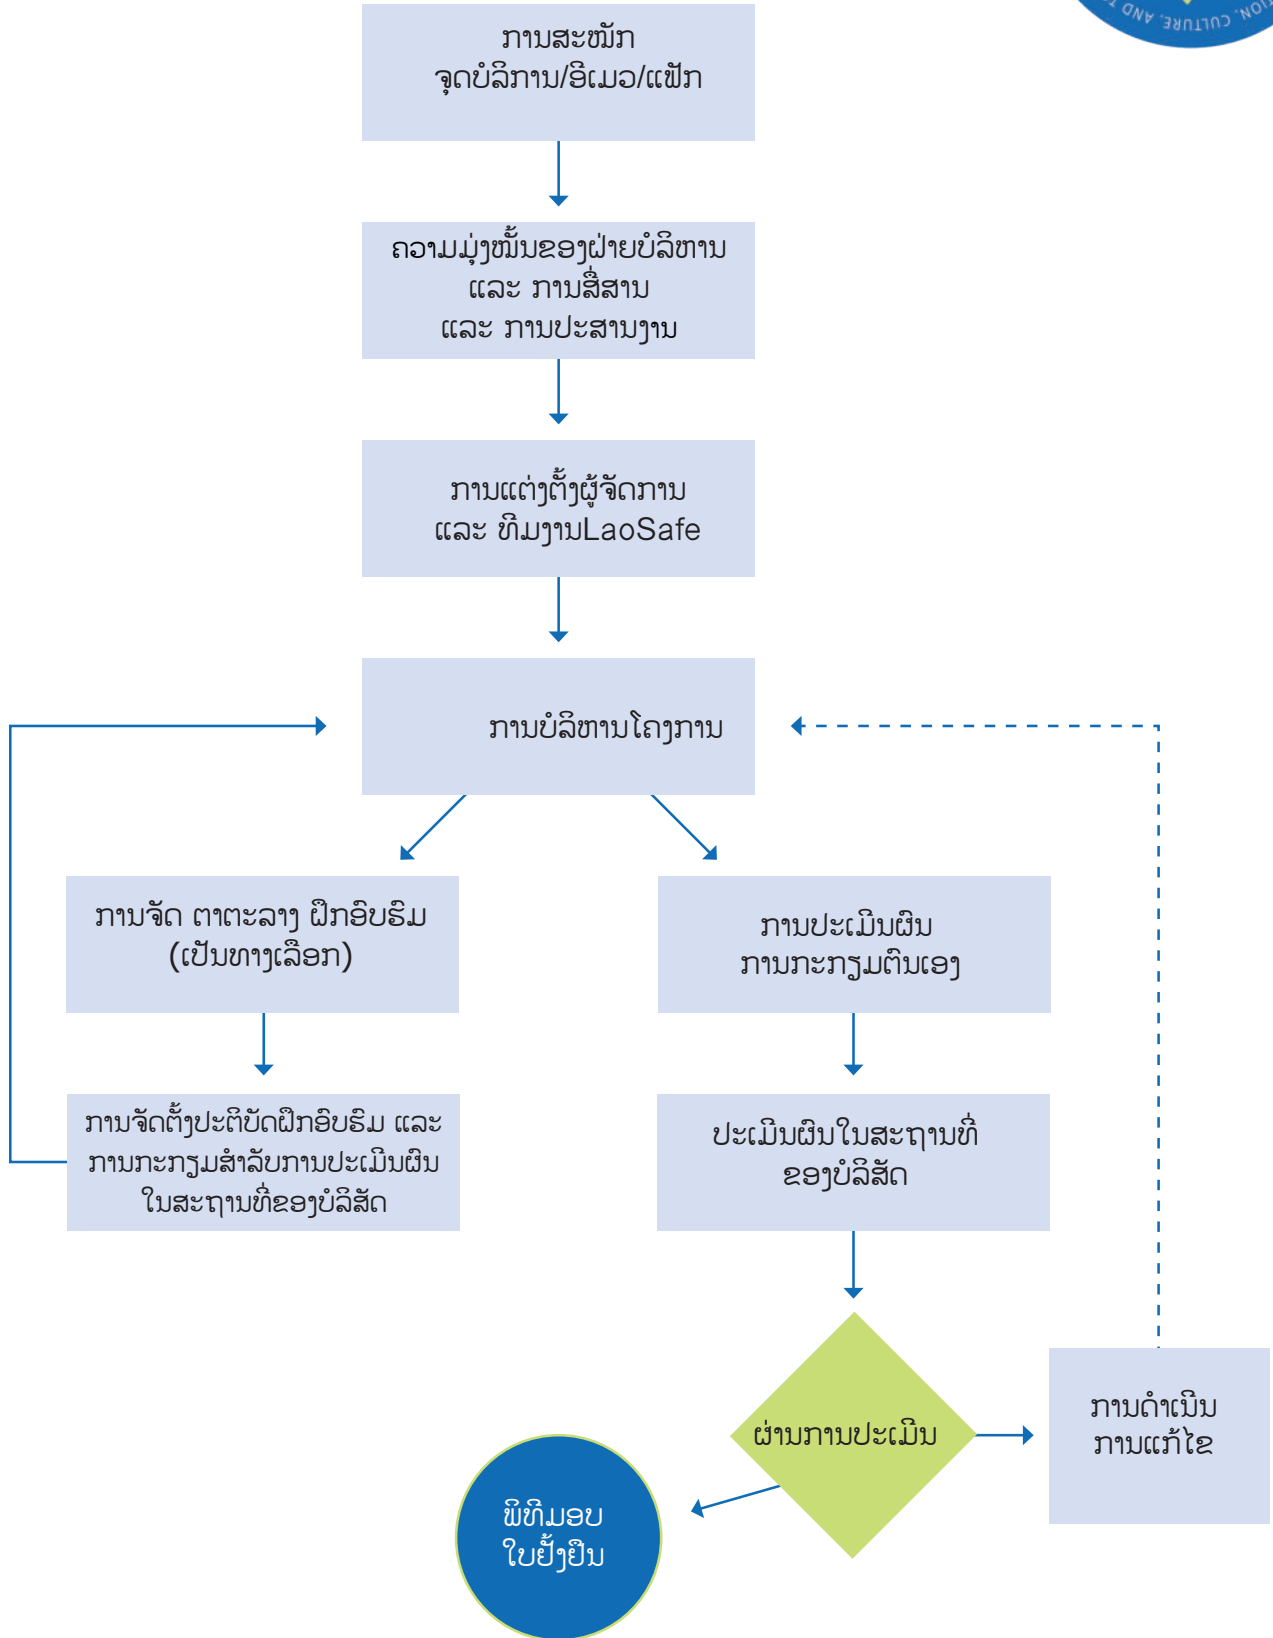 TION, CULTURE, AND
ການສະໝັກ
ຈຸດບໍລິການ/ອີເມວ/ແຟັກ
ຄວາມມຸ່ງໝັ້ນຂອງຝ່າຍບໍລິຫານ
ແລະ ການສື່ສານ
ແລະ ການປະສານງານ
ການແຕ່ງຕັ້ງຜູ້ຈັດການ
ແລະ ທີມງານLaoSafe
ການບໍລິຫານໂຄງການ
ການຈັດ ຕາຕະລາງ ຝຶກອົບຮົມ
(ເປັນທາງເລືອກ)
ການປະເມີນຜົນ
ການກະກຽມຕົນເອງ
ການຈັດຕັ້ງປະຕິບັດຝຶກອົບຮົມ ແລະ
ການກະກຽມສຳລັບການປະເມີນຜົນ
ໃນສະຖານທີ່ຂອງບໍລິສັດ
ປະເມີນຜົນໃນສະຖານທີ່
ຂອງບໍລິສັດ
ຜ່ານການປະເມີນ
ການດຳເນີນ
ການແກ້ໄຂ
ພິທີມອບ
ໃບຢັ້ງຢືນ